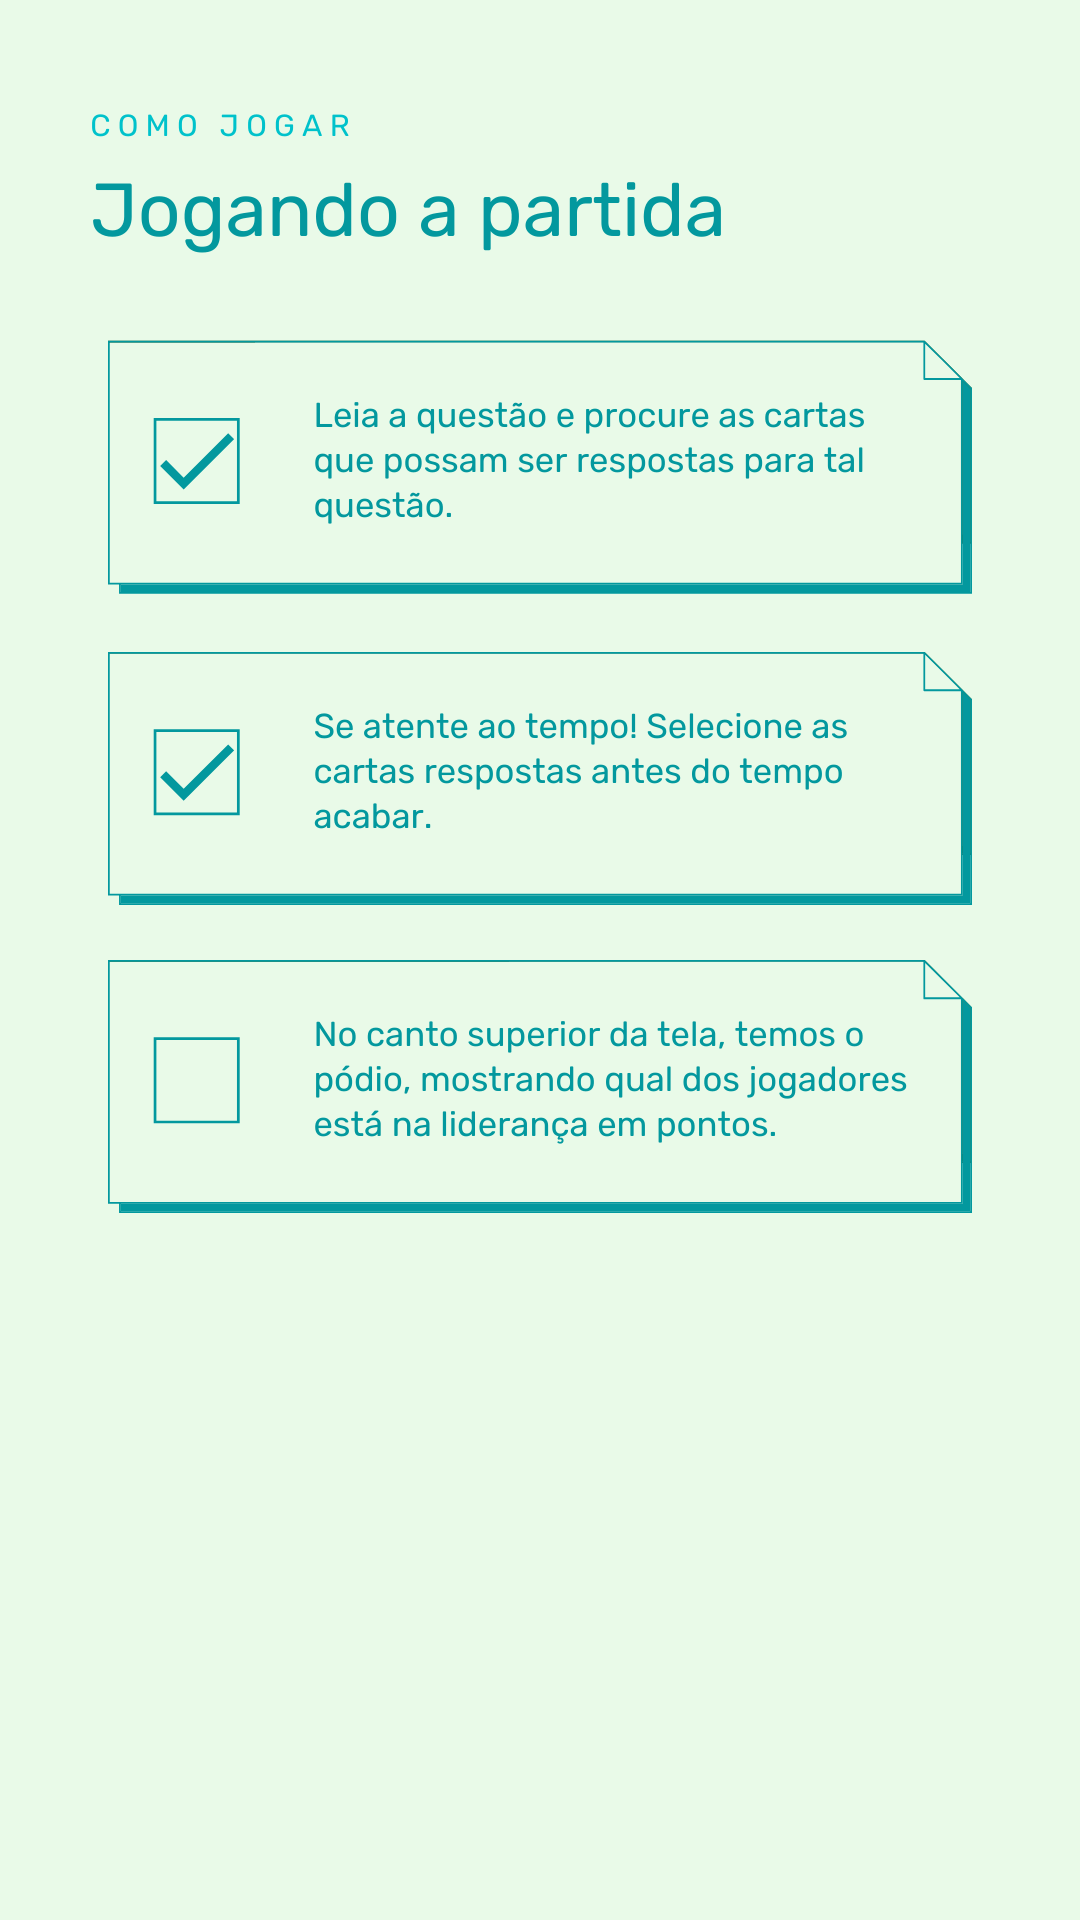 COMO JOGAR
Jogando a partida
Leia a questão e procure as cartas
que possam ser respostas para tal
questão.
Se atente ao tempo! Selecione as
cartas respostas antes do tempo
acabar.
No canto superior da tela, temos o
pódio, mostrando qual dos jogadores
está na liderança em pontos.